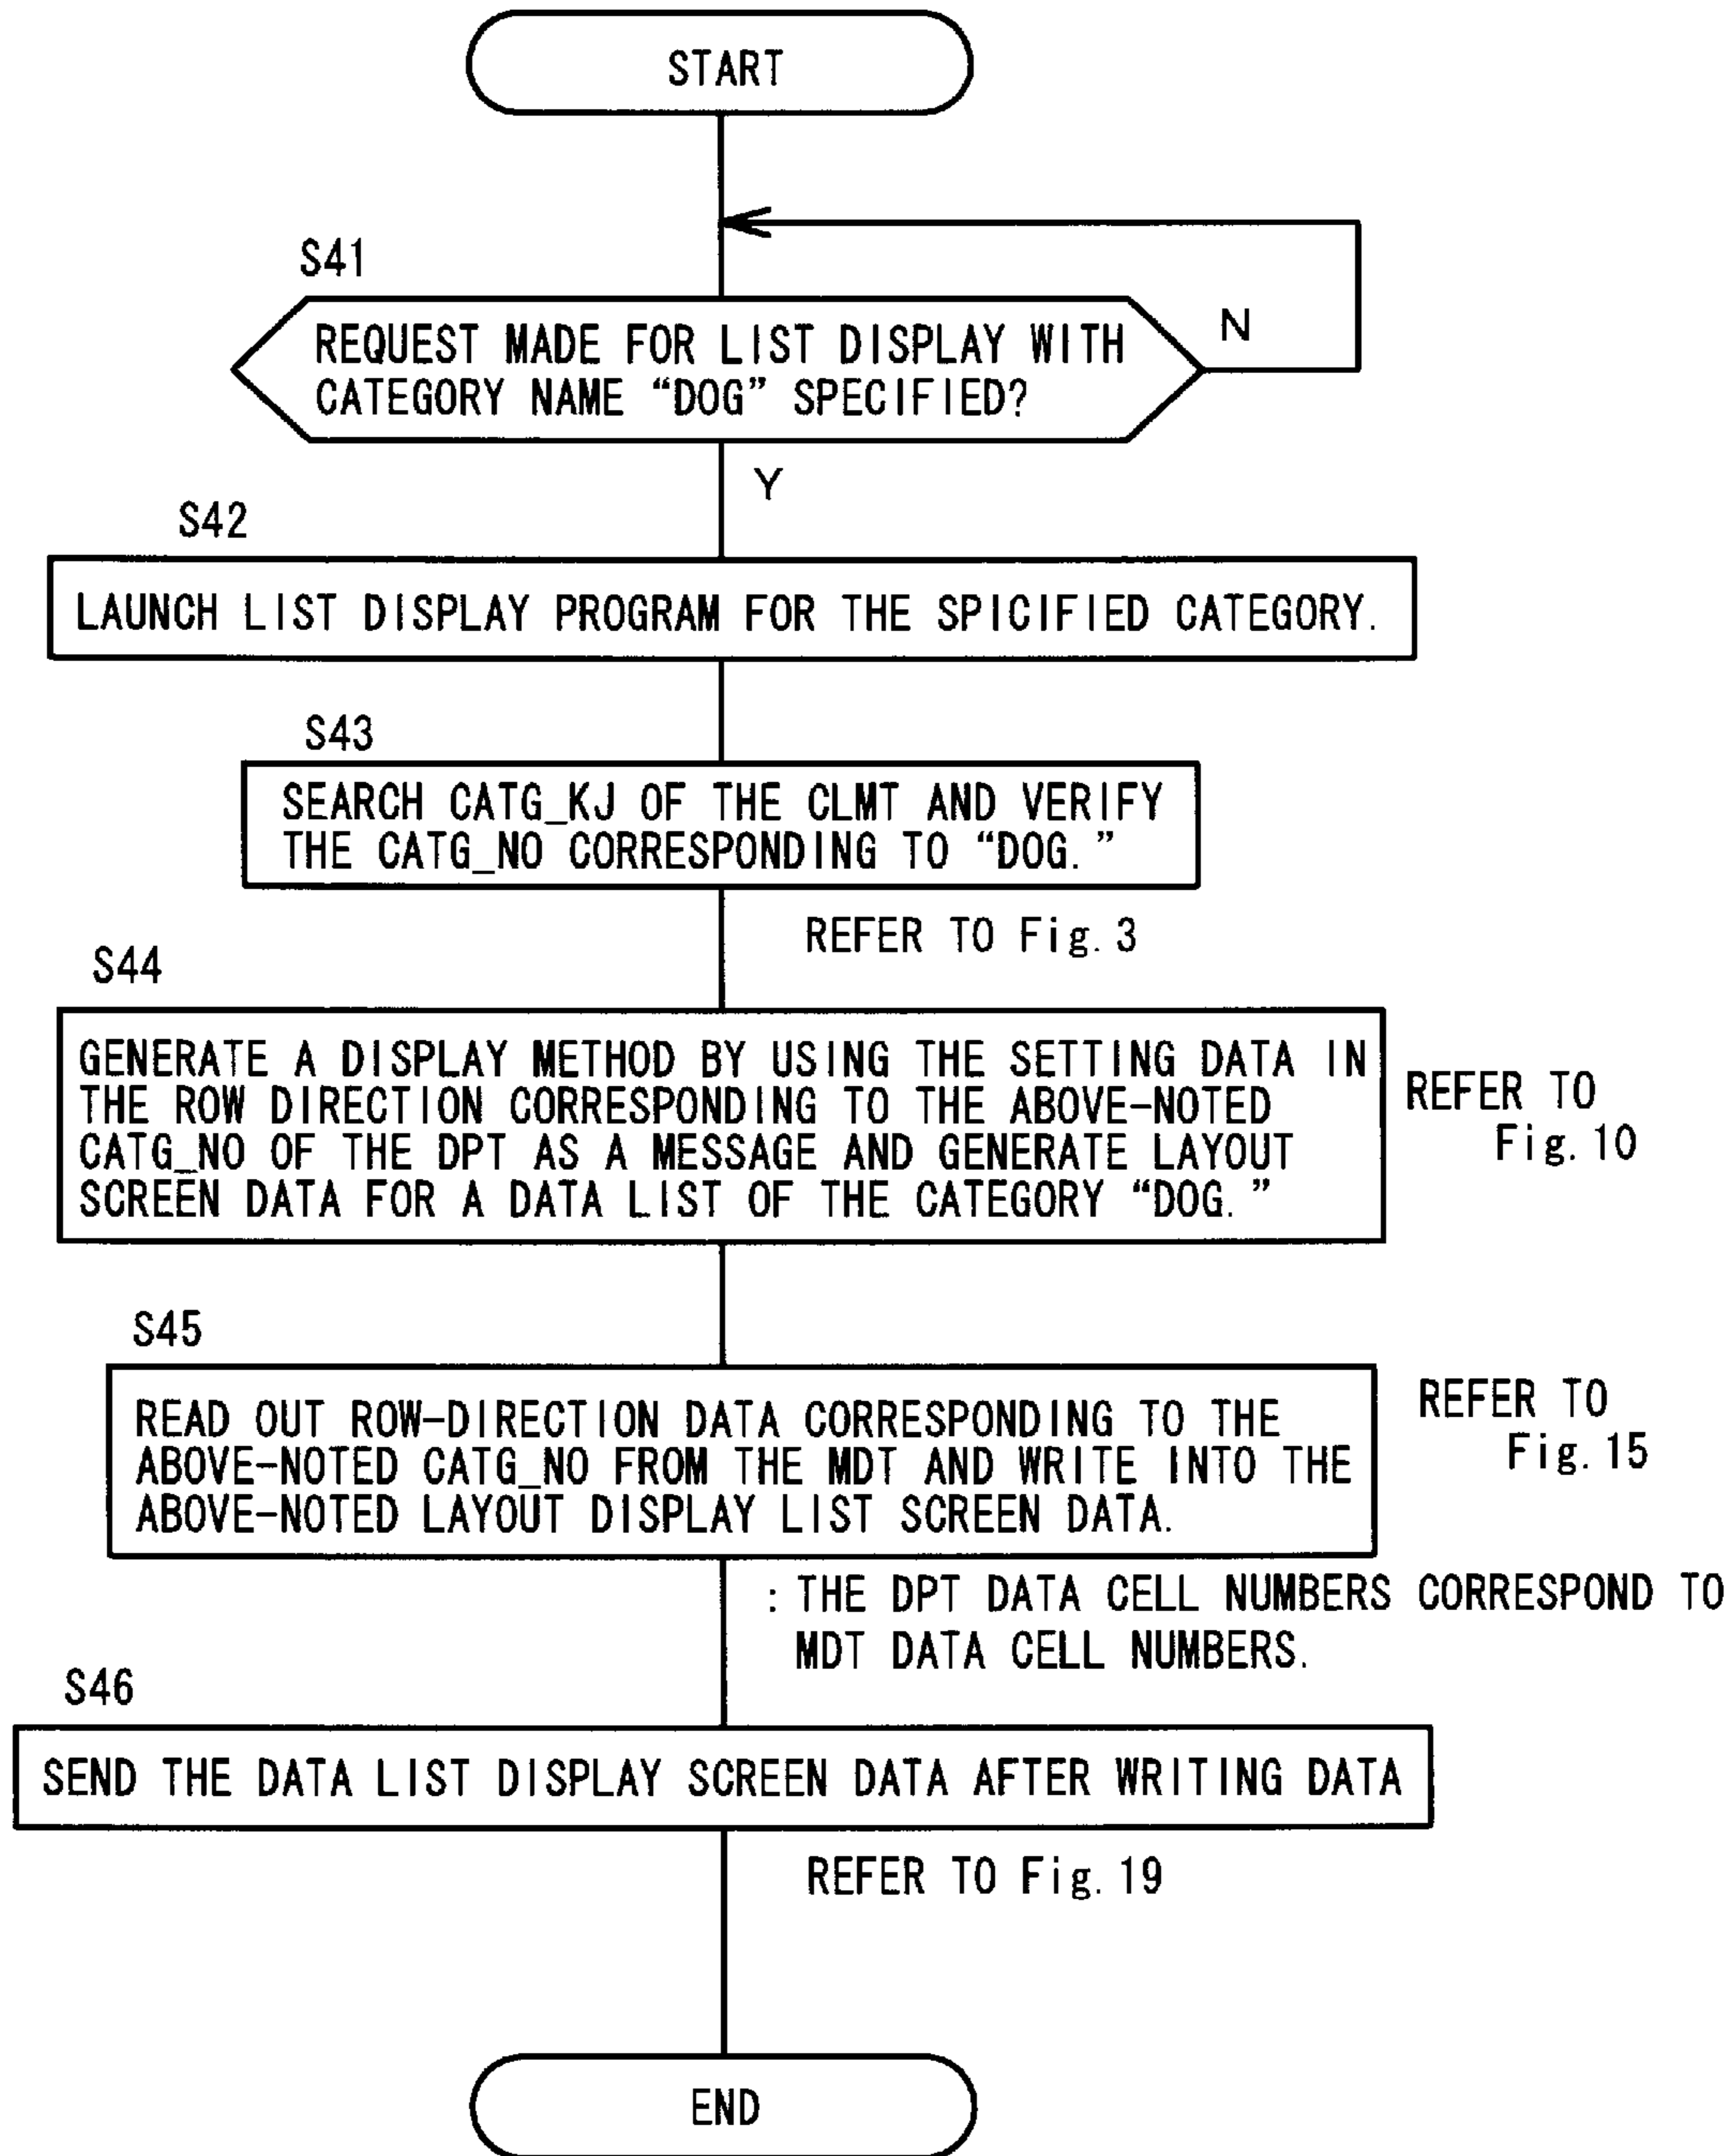 START
S41
REQUEST MADE FOR LIST DISPLAY WITH
CATEGORY NAME “DOG” SPECIFIED?
N
Y
S42
LAUNCH LIST DISPLAY PROGRAM FOR THE SPICIFIED CATEGORY.
S43
SEARCH CATG_KJ OF THE CLMT AND VERIFY
THE CATG_NO CORRESPONDING TO “DOG.”
REFER TO Fig. 3
S44
GENERATE A DISPLAY METHOD BY USING THE SETTING DATA IN
THE ROW DIRECTION CORRESPONDING TO THE ABOVE-NOTED
CATG_NO OF THE DPT AS A MESSAGE AND GENERATE LAYOUT
SCREEN DATA FOR A DATA LIST OF THE CATEGORY “DOG.”
REFER TO
Fig. 10
S45
READ OUT ROW-DIRECTION DATA CORRESPONDING TO THE
ABOVE-NOTED CATG_NO FROM THE MDT AND WRITE INTO THE
ABOVE-NOTED LAYOUT DISPLAY LIST SCREEN DATA.
REFER TO
Fig. 15
: THE DPT DATA CELL NUMBERS CORRESPOND TO
MDT DATA CELL NUMBERS.
S46
SEND THE DATA LIST DISPLAY SCREEN DATA AFTER WRITING DATA
REFER TO Fig. 19
END